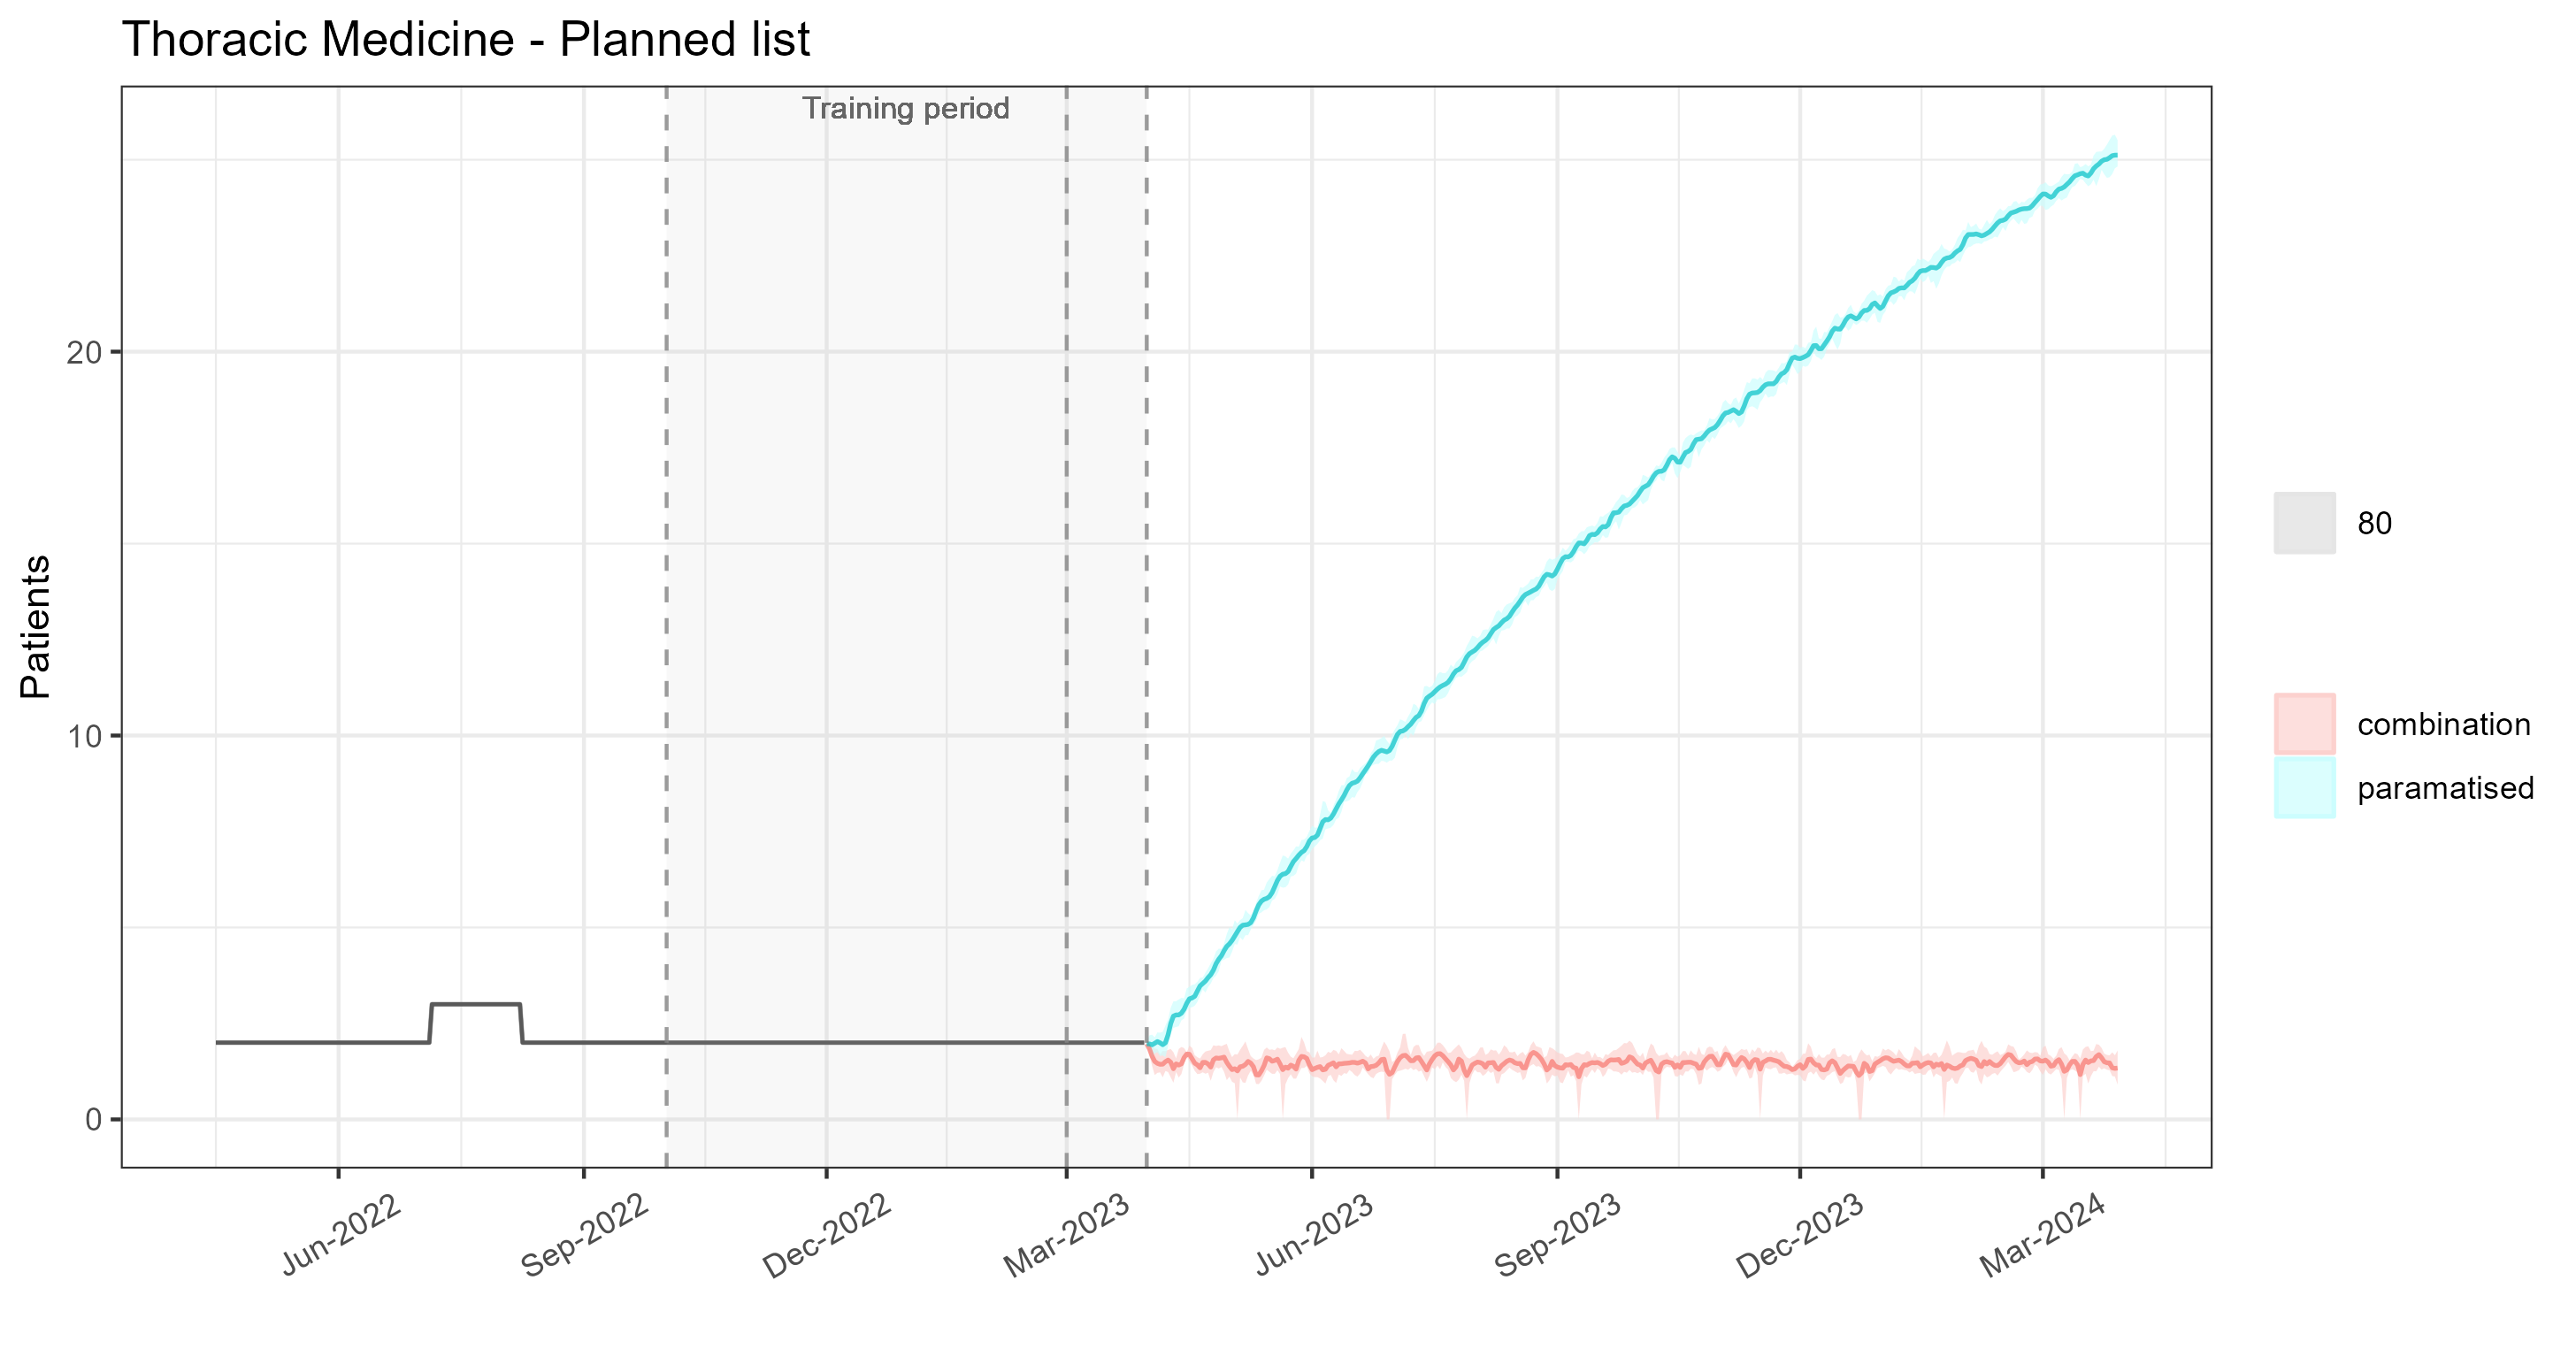 Thoracic Medicine - Planned list
Training period
Patients
20
10
0
Jun-2022
Sep-2022
Dec-2022
Mar-2023
Jun-2023
Sep-2023
Dec-2023
Mar-2024
80
combination
paramatised